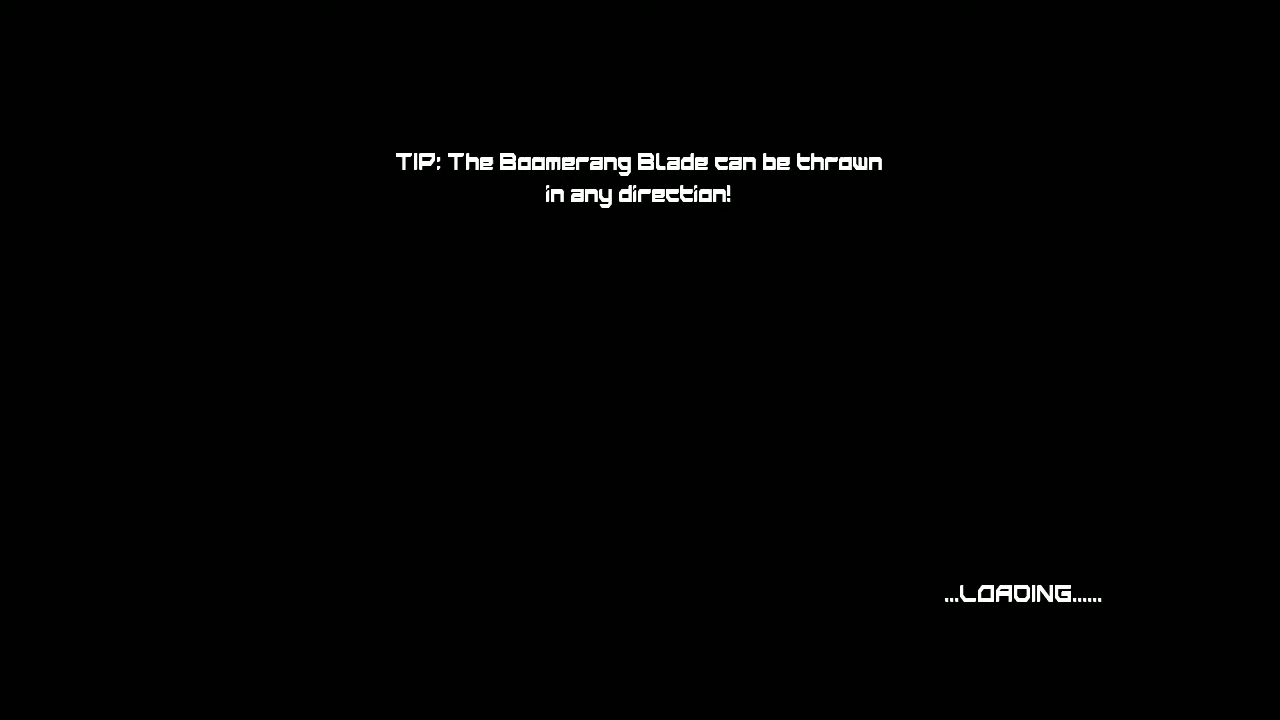 TIP: The Boomerang Blade can be thrown
in any direction!
...LOADING......